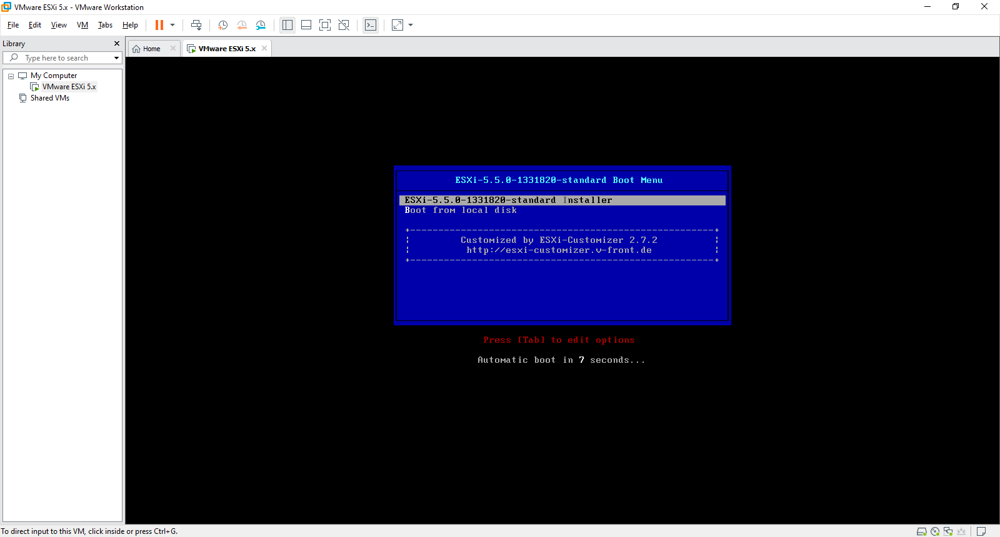 VMware ESXi 5.x - VMware Workstation
File Edit View VM Tabs Help
Library
Type here to search
My Computer
VMware ESXi 5.x
Shared VMs
Home
VMware ESXi 5.x
ESXi-5.5.0-1331820-standard Boot Menu
ESXi-5.5.0-1331820-standard Installer
Boot from local disk
+------------------------------------------------------+
¦ Customized by ESXi-Customizer 2.7.2 ¦
¦ http://esxi-customizer.v-front.de ¦
+------------------------------------------------------+
Press [Tab] to edit options
Automatic boot in 7 seconds...
To direct input to this VM, click inside or press Ctrl+G.